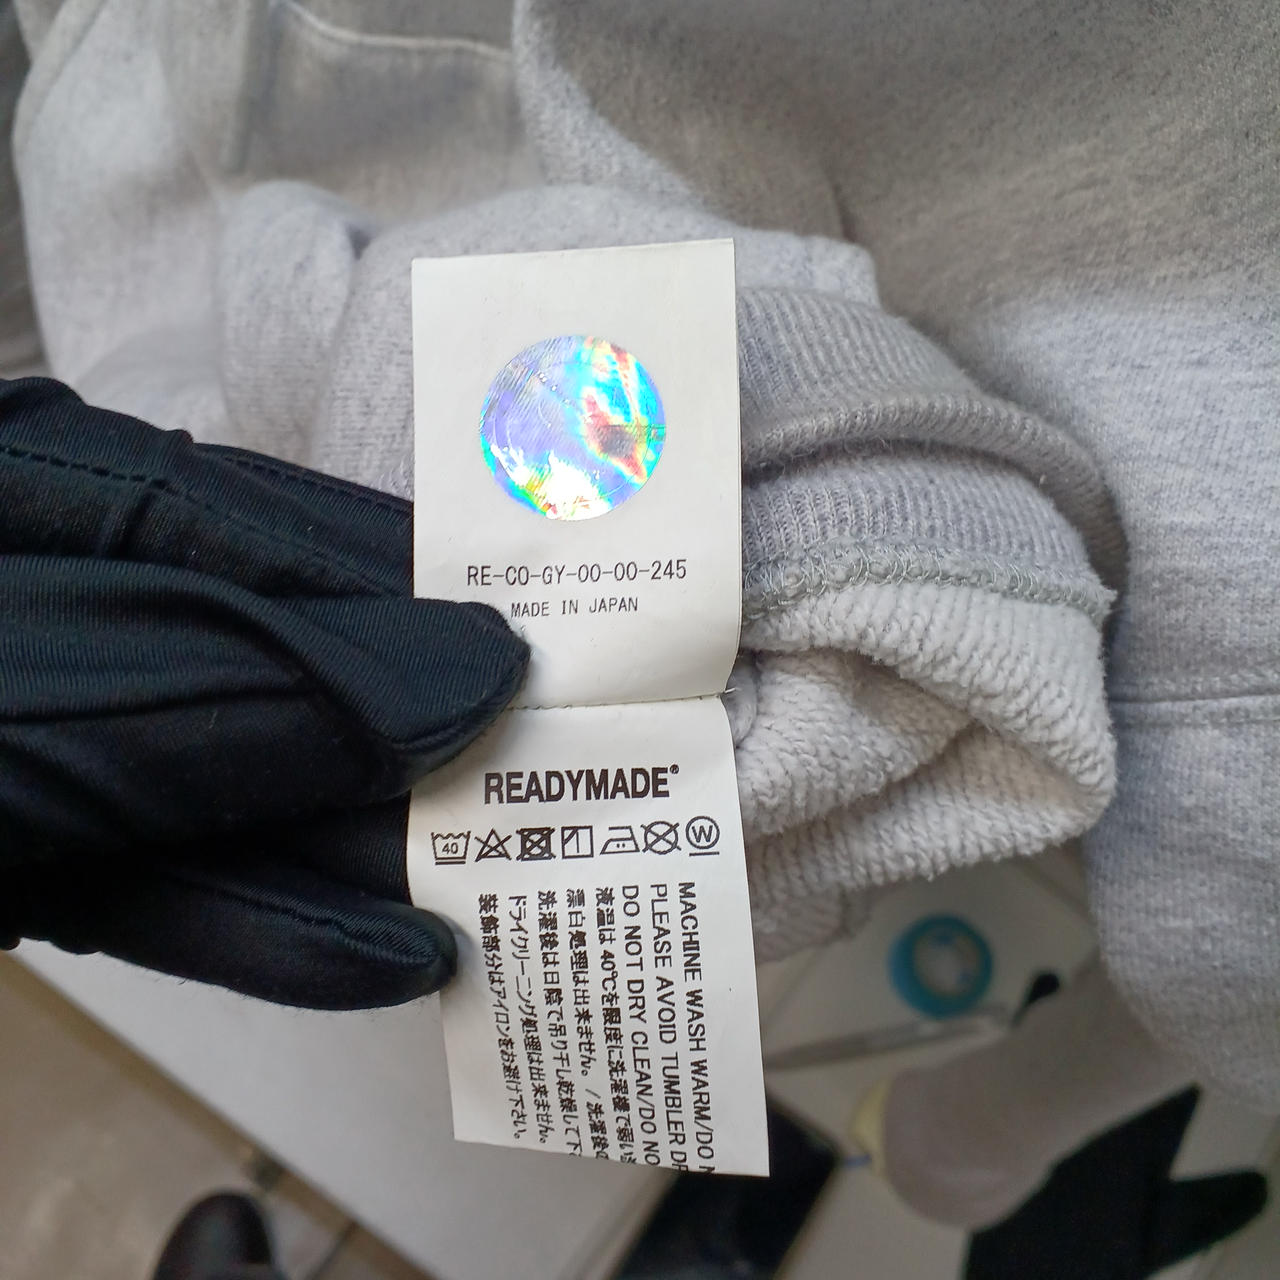 RE-CO-GY-00-00-245
MADE IN JAPAN
READYMADE®
40
W
MACHINE WASH WARM/DO
PLEASE AVOID TUMBLER
DO NOT DRY CLEAN/DO
液温は 40℃を限度に洗濯機で弱い
漂白処理は出来ません。 / 洗濯後の
洗濯後は日陰で吊り干し乾燥して下
ドライクリーニング処理は出来ません。
装飾部分はアイロンをお避け下さい。